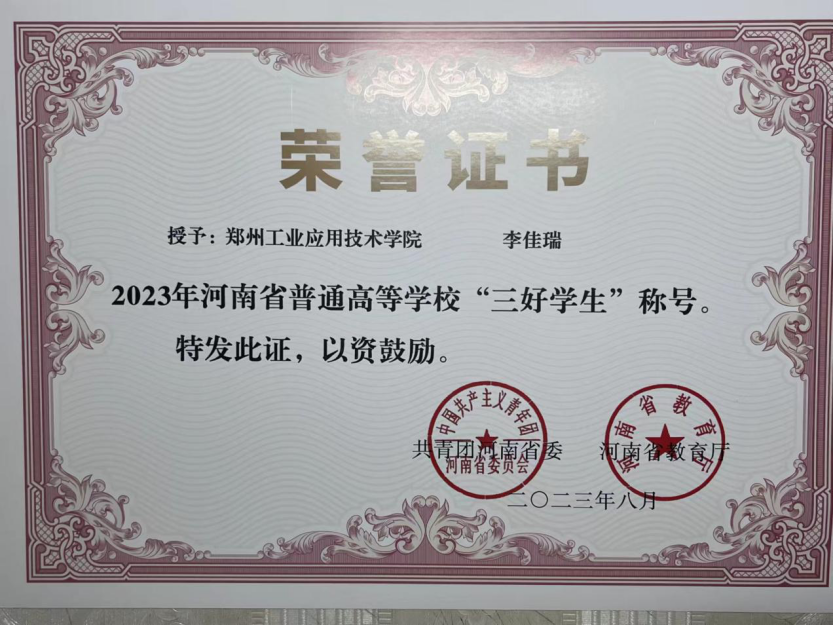 荣誉证书
授予：郑州工业应用技术学院 李佳瑞
2023年河南省普通高等学校“三好学生”称号。
特发此证，以资鼓励。
中国共产主义青年团
河南省委员会
河南省教育厅
共青团河南省委 河南省教育厅
二〇二三年八月